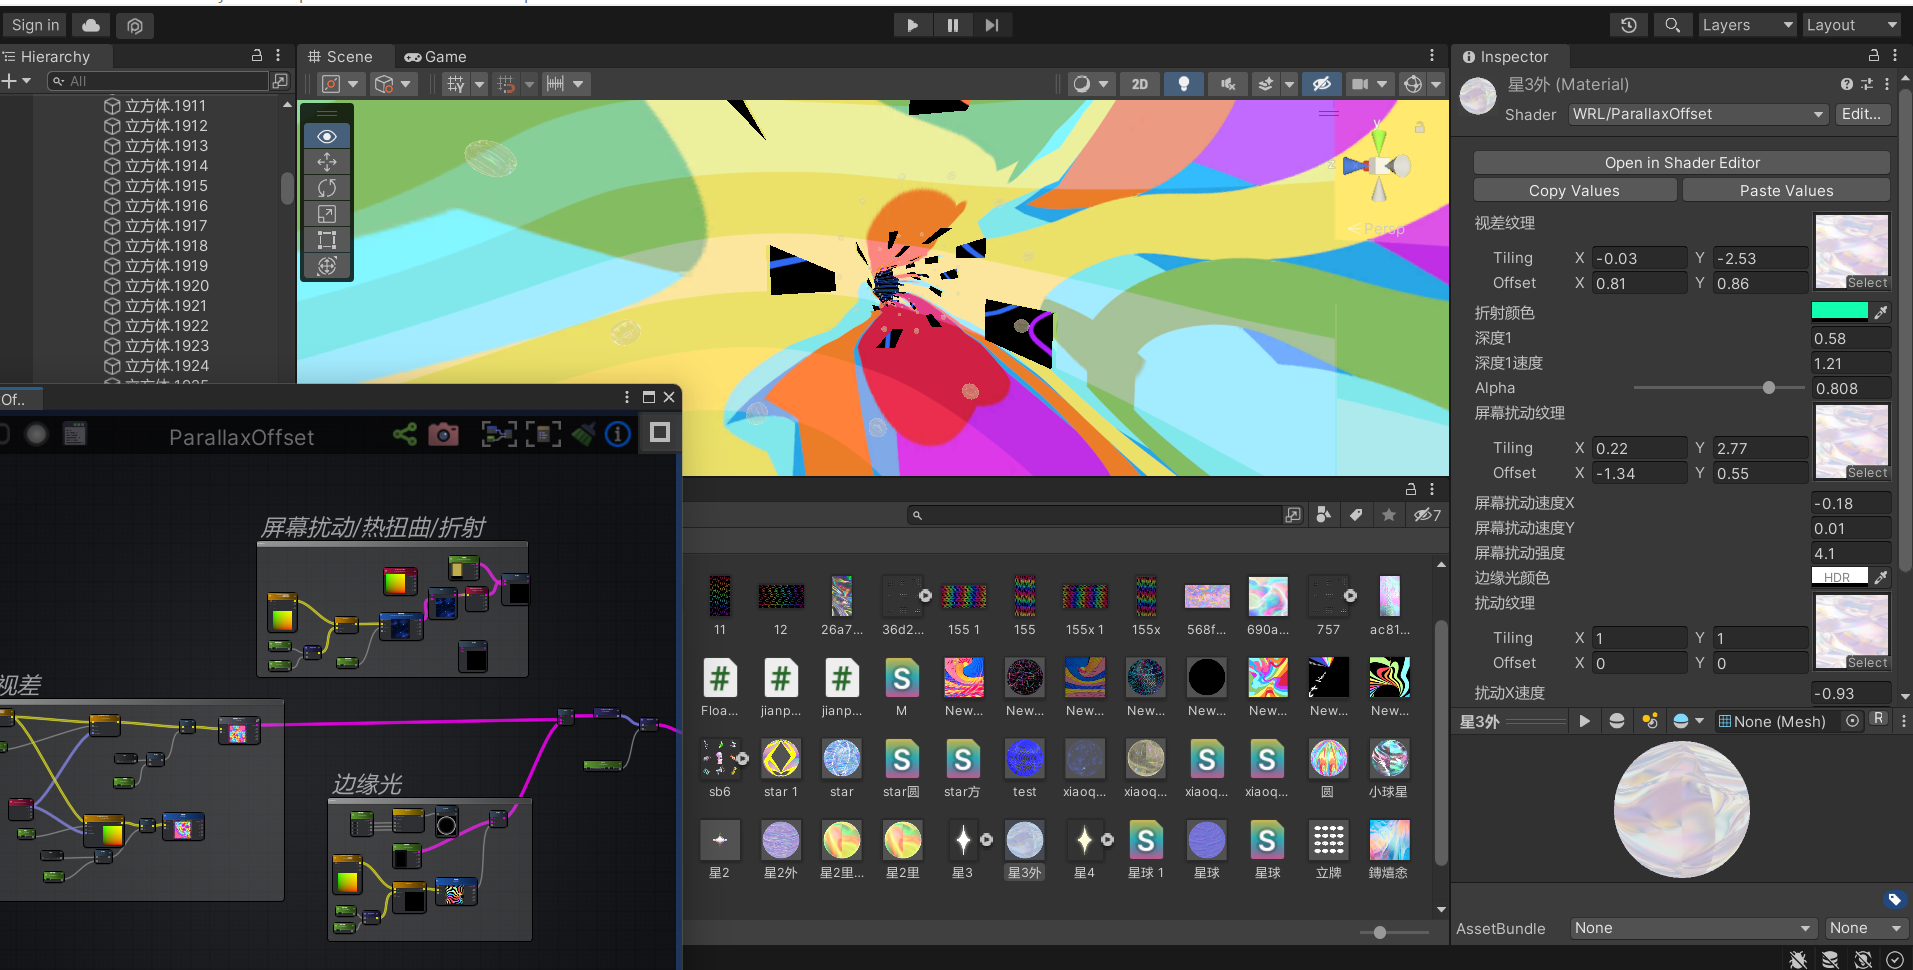 Sign in
Layers
Layout
Hierarchy
All
立方体.1911
立方体.1912
立方体.1913
立方体.1914
立方体.1915
立方体.1916
立方体.1917
立方体.1918
立方体.1919
立方体.1920
立方体.1921
立方体.1922
立方体.1923
立方体.1924
Scene
Game
2D
y
Persp
Of..
ParallaxOffset
屏幕扰动/热扭曲/折射
视差
边缘光
7
11
12
26a7...
36d2...
155 1
155
155x 1
155x
568f...
690a...
757
ac81...
Floa...
jianp...
jianp...
M
New...
New...
New...
New...
New...
New...
New...
New...
sb6
star 1
star
star圆
star方
test
xiaoq...
xiaoq...
xiaoq...
xiaoq...
圆
小球星
星2
星2外
星2里...
星2里
星3
星3外
星4
星球 1
星球
星球
立牌
Inspector
星3外 (Material)
Shader
WRL/ParallaxOffset
Edit...
Open in Shader Editor
Copy Values
Paste Values
视差纹理
Tiling X -0.03 Y -2.53
Offset X 0.81 Y 0.86
Select
折射颜色
深度1 0.58
深度1速度 1.21
Alpha 0.808
屏幕扰动纹理
Tiling X 0.22 Y 2.77
Offset X -1.34 Y 0.55
Select
屏幕扰动速度X -0.18
屏幕扰动速度Y 0.01
屏幕扰动强度 4.1
边缘光颜色 HDR
扰动纹理
Tiling X 1 Y 1
Offset X 0 Y 0
Select
扰动X速度 -0.93
星3外
None (Mesh)
R
AssetBundle
None
None